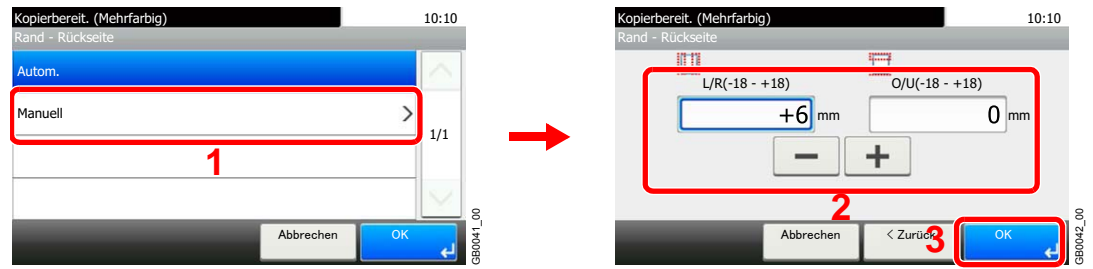 Kopierbereit. (Mehrfarbig) 10:10
Rand - Rückseite
Autom.
Manuell
1/1
1
Abbrechen OK
GB0041_00
Kopierbereit. (Mehrfarbig) 10:10
Rand - Rückseite
L/R(-18 - +18) O/U(-18 - +18)
+6 mm 0 mm
2
Abbrechen < Zurück 3 OK
GB0042_00